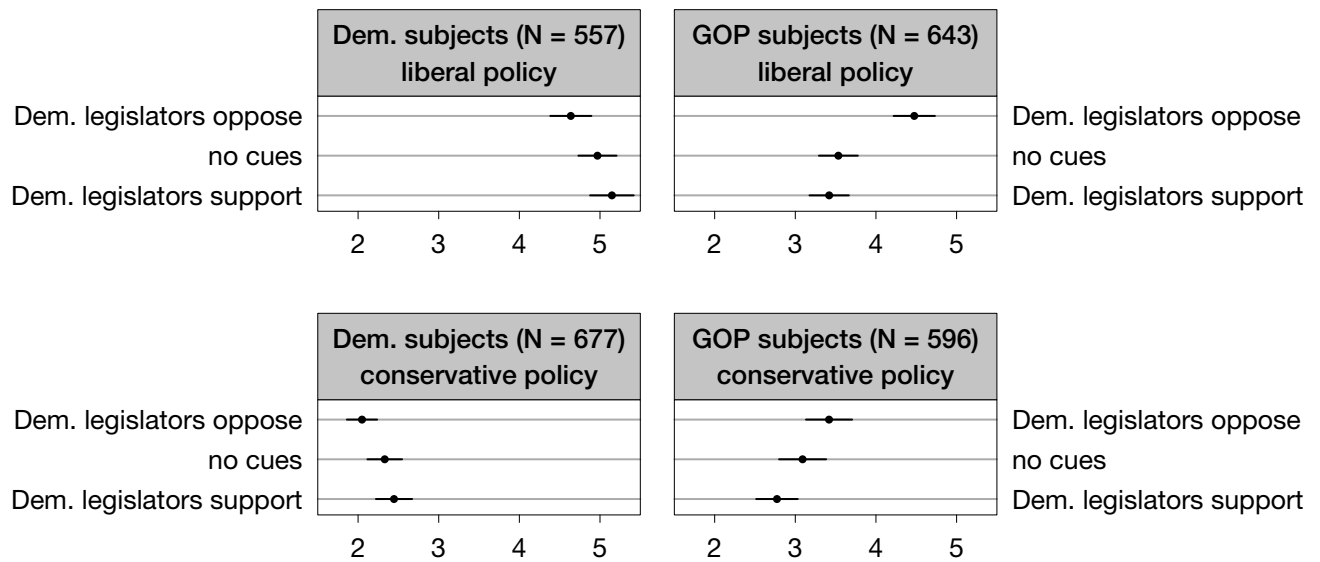 Dem. subjects (N = 557)
liberal policy
GOP subjects (N = 643)
liberal policy
Dem. legislators oppose
no cues
Dem. legislators support
Dem. legislators oppose
no cues
Dem. legislators support
2 3 4 5
2 3 4 5
Dem. subjects (N = 677)
conservative policy
GOP subjects (N = 596)
conservative policy
Dem. legislators oppose
no cues
Dem. legislators support
Dem. legislators oppose
no cues
Dem. legislators support
2 3 4 5
2 3 4 5